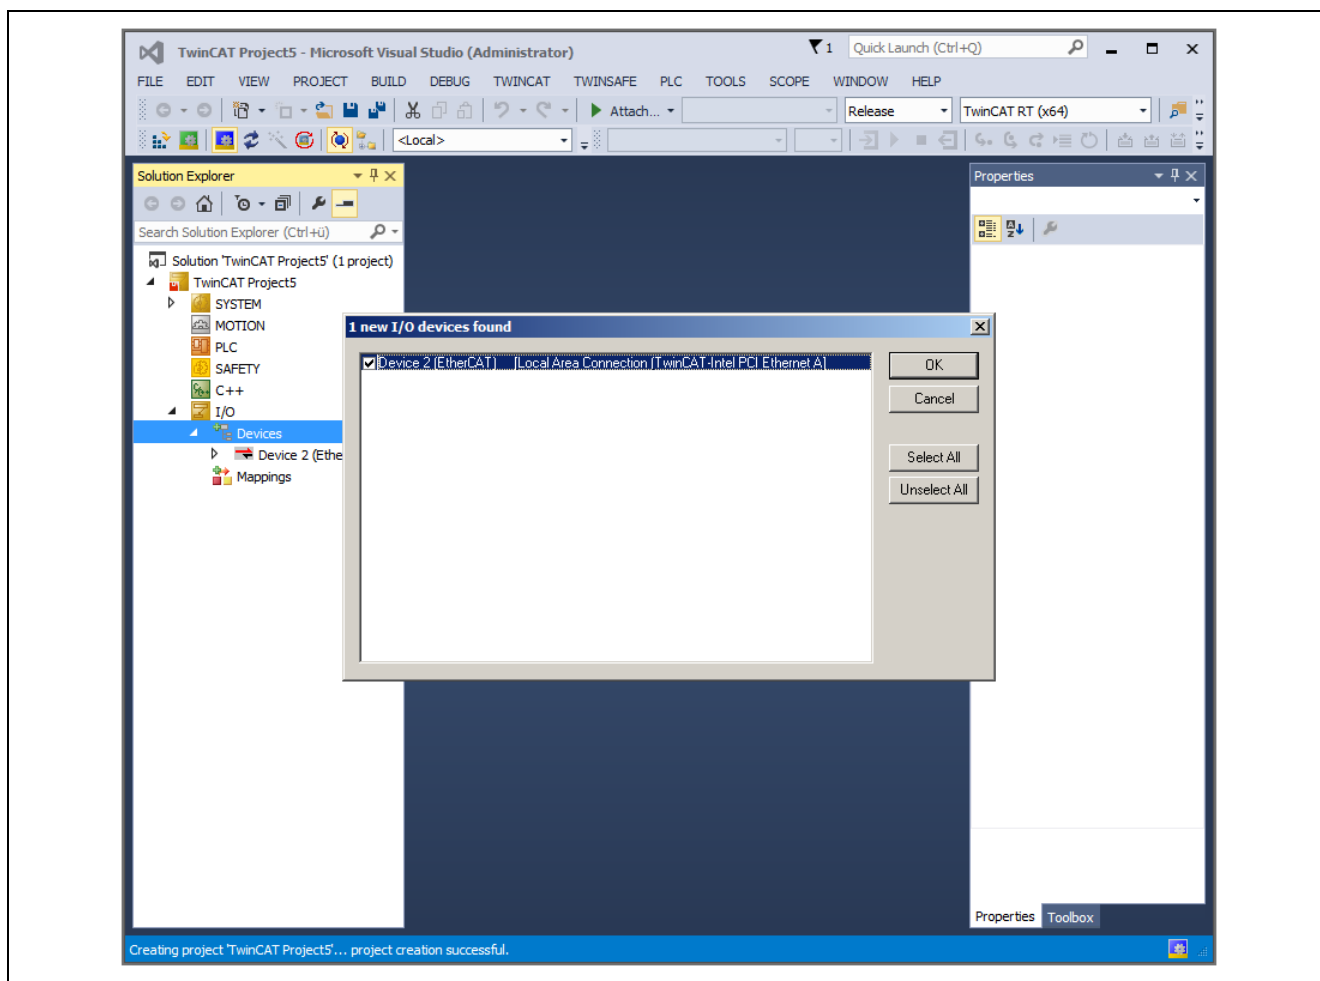 TwinCAT Project5 - Microsoft Visual Studio (Administrator)
1
Quick Launch (Ctrl+Q)
FILE EDIT VIEW PROJECT BUILD DEBUG TWINCAT TWINSAFE PLC TOOLS SCOPE WINDOW HELP
Attach... Release TwinCAT RT (x64)
<Local>
Solution Explorer
Search Solution Explorer (Ctrl+ü)
Solution 'TwinCAT Project5' (1 project)
TwinCAT Project5
SYSTEM
MOTION
PLC
SAFETY
C++
I/O
Devices
Device 2 (Ethe
Mappings
1 new I/O devices found
Device 2 (EtherCAT) [Local Area Connection (TwinCAT-Intel PCI Ethernet A]
OK
Cancel
Select All
Unselect All
Properties
Properties Toolbox
Creating project 'TwinCAT Project5'... project creation successful.